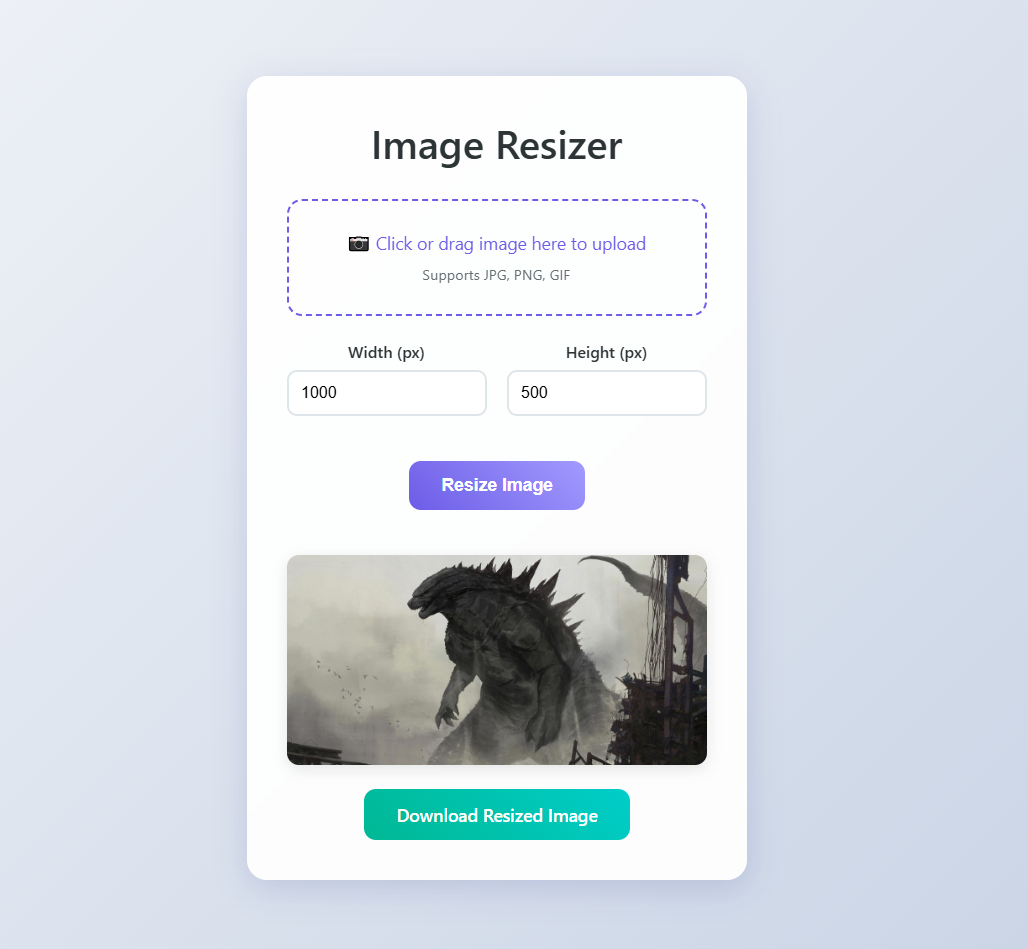 Image Resizer
📷 Click or drag image here to upload
Supports JPG, PNG, GIF
Width (px) Height (px)
1000 500
Resize Image
Download Resized Image